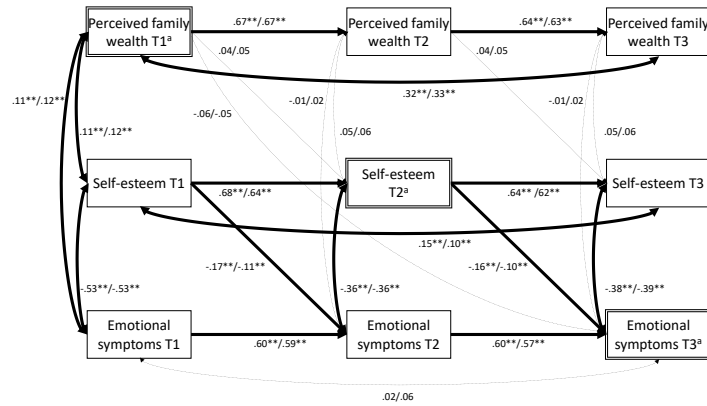 Perceived family
wealth T1ª
.67**/.67**
Perceived family
wealth T2
.64**/.63**
Perceived family
wealth T3
.04/.05
.04/.05
.11**/.12**
.11**/.12**
-.06/-.05
-.01/.02
.32**/.33**
-.01/.02
.05/.06
.05/.06
Self-esteem T1
.68**/.64**
Self-esteem
T2ª
.64**/62**
Self-esteem T3
-.17**/-.11**
.15**/.10**
-.16**/-.10**
-.53**/-.53**
-.36**/-.36**
-.38**/-.39**
Emotional
symptoms T1
.60**/.59**
Emotional
symptoms T2
.60**/.57**
Emotional
symptoms T3ª
.02/.06